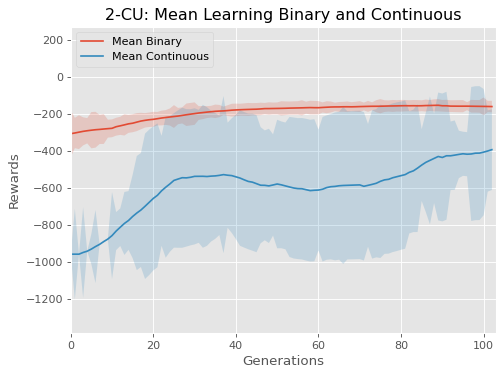 2-CU: Mean Learning Binary and Continuous
Mean Binary
Mean Continuous
Rewards
200
0
−200
−400
−600
−800
−1000
−1200
0 20 40 60 80 100
Generations